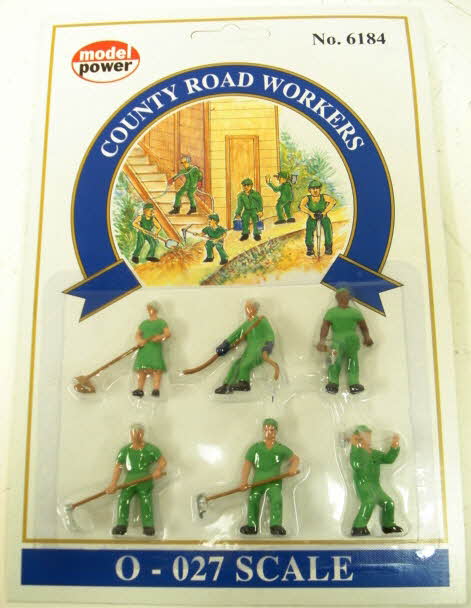 model
power
No. 6184
COUNTY ROAD WORKERS
O - 027 SCALE